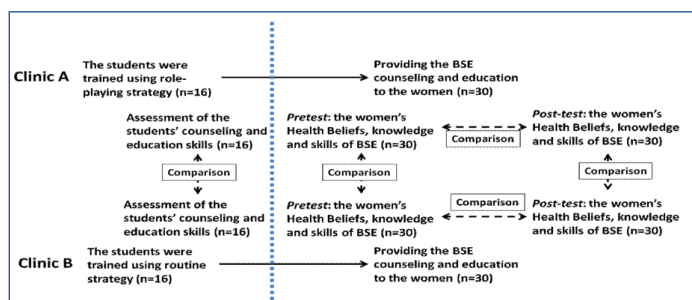 Clinic A
The students were
trained using role-
playing strategy (n=16)
Providing the BSE
counseling and education
to the women (n=30)
Assessment of the
students' counseling and
education skills (n=16)
Pretest: the women's
Health Beliefs, knowledge
and skills of BSE (n=30)
Comparison
Post-test: the women's
Health Beliefs, knowledge
and skills of BSE (n=30)
Comparison
Comparison
Comparison
Assessment of the
students' counseling and
education skills (n=16)
Pretest: the women's
Health Beliefs, knowledge
and skills of BSE (n=30)
Comparison
Post-test: the women's
Health Beliefs, knowledge
and skills of BSE (n=30)
Clinic B
The students were
trained using routine
strategy (n=16)
Providing the BSE
counseling and education
to the women (n=30)